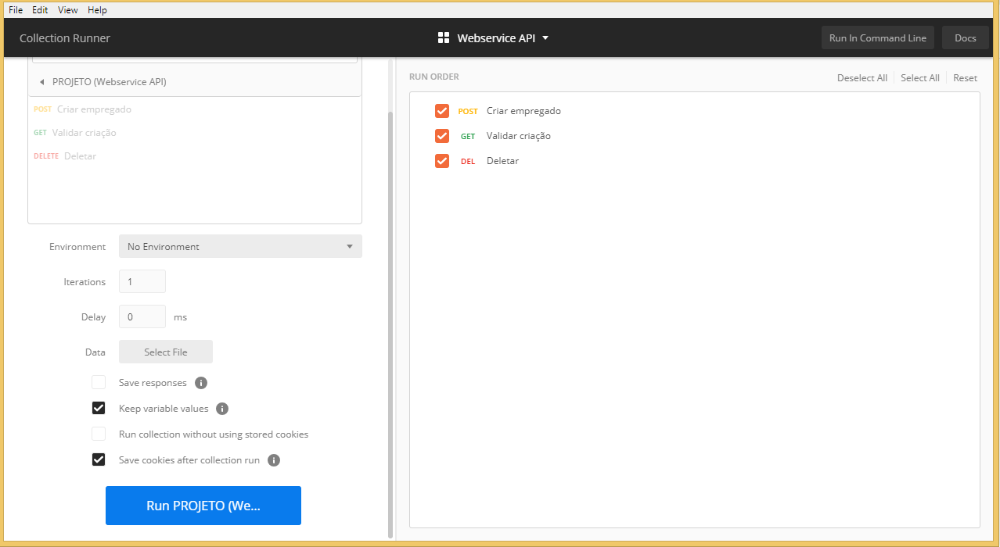 File Edit View Help
Collection Runner
Webservice API
Run In Command Line
Docs
PROJETO (Webservice API)
POST Criar empregado
GET Validar criação
DELETE Deletar
Environment No Environment
Iterations 1
Delay 0 ms
Data Select File
Save responses
Keep variable values
Run collection without using stored cookies
Save cookies after collection run
Run PROJETO (We...
RUN ORDER
Deselect All Select All Reset
POST Criar empregado
GET Validar criação
DEL Deletar